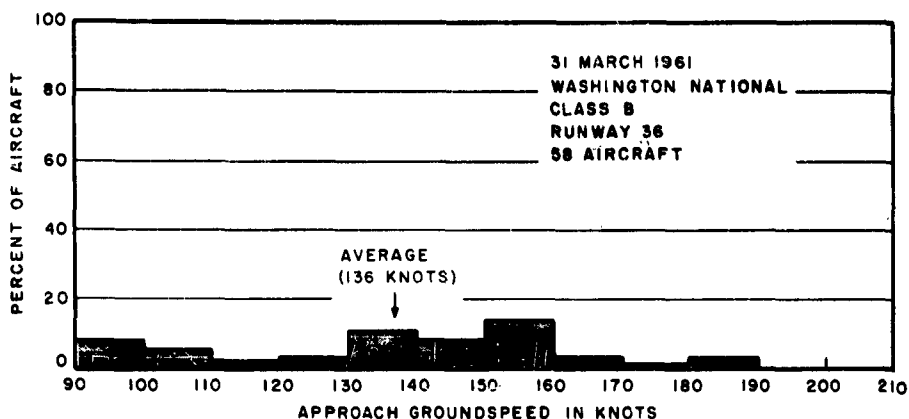 100
80
60
40
20
0
PERCENT OF AIRCRAFT
31 MARCH 1961
WASHINGTON NATIONAL
CLASS B
RUNWAY 36
58 AIRCRAFT
AVERAGE
(136 KNOTS)
90 100 110 120 130 140 150 160 170 180 190 200 210
APPROACH GROUNDSPEED IN KNOTS